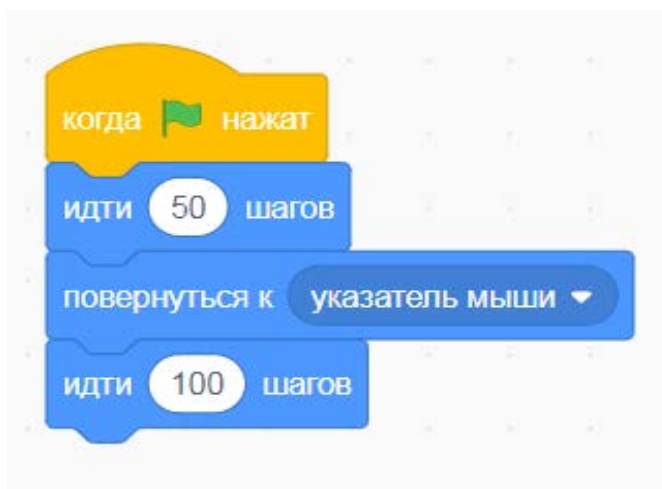 когда нажат
идти 50 шагов
повернуться к указатель мыши
идти 100 шагов